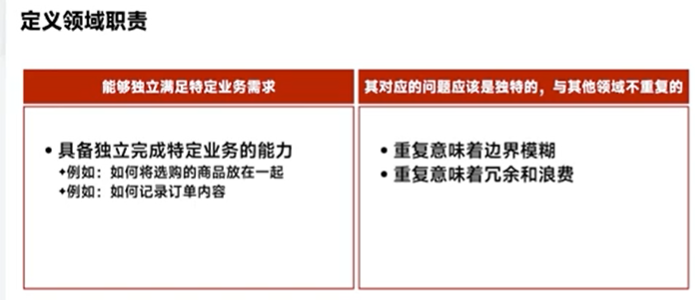 定义领域职责
能够独立满足特定业务需求
其对应的问题应该是独特的，与其他领域不重复的
• 具备独立完成特定业务的能力
✦例如：如何将选购的商品放在一起
✦例如：如何记录订单内容
• 重复意味着边界模糊
• 重复意味着冗余和浪费